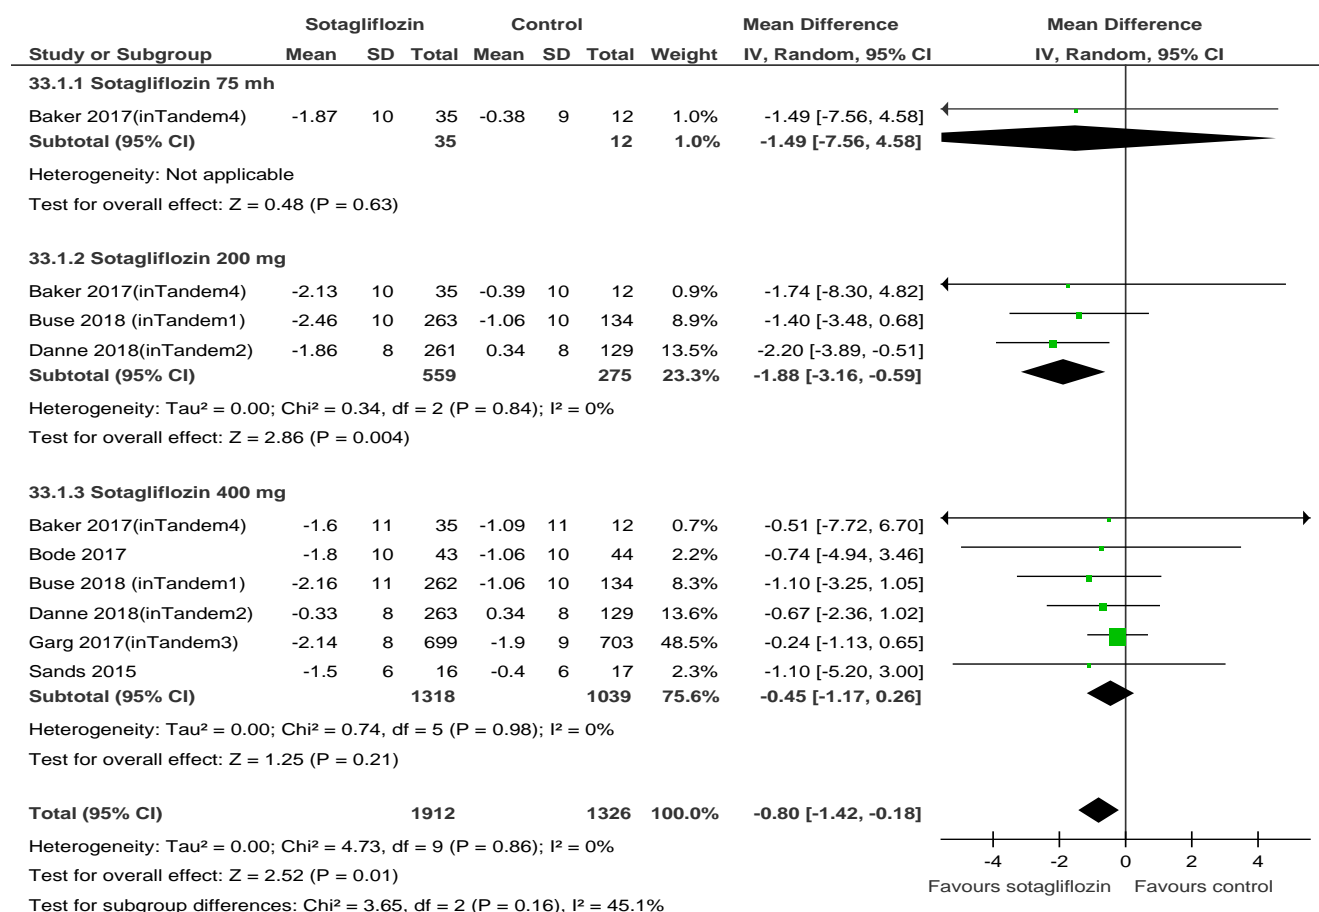 Sotagliflozin Control Mean Difference Mean Difference
Study or Subgroup Mean SD Total Mean SD Total Weight IV, Random, 95% CI IV, Random, 95% CI
33.1.1 Sotagliflozin 75 mh
Baker 2017(inTandem4) -1.87 10 35 -0.38 9 12 1.0% -1.49 [-7.56, 4.58]
Subtotal (95% CI) 35 12 1.0% -1.49 [-7.56, 4.58]
Heterogeneity: Not applicable
Test for overall effect: Z = 0.48 (P = 0.63)
33.1.2 Sotagliflozin 200 mg
Baker 2017(inTandem4) -2.13 10 35 -0.39 10 12 0.9% -1.74 [-8.30, 4.82]
Buse 2018 (inTandem1) -2.46 10 263 -1.06 10 134 8.9% -1.40 [-3.48, 0.68]
Danne 2018(inTandem2) -1.86 8 261 0.34 8 129 13.5% -2.20 [-3.89, -0.51]
Subtotal (95% CI) 559 275 23.3% -1.88 [-3.16, -0.59]
Heterogeneity: Tau² = 0.00; Chi² = 0.34, df = 2 (P = 0.84); I² = 0%
Test for overall effect: Z = 2.86 (P = 0.004)
33.1.3 Sotagliflozin 400 mg
Baker 2017(inTandem4) -1.6 11 35 -1.09 11 12 0.7% -0.51 [-7.72, 6.70]
Bode 2017 -1.8 10 43 -1.06 10 44 2.2% -0.74 [-4.94, 3.46]
Buse 2018 (inTandem1) -2.16 11 262 -1.06 10 134 8.3% -1.10 [-3.25, 1.05]
Danne 2018(inTandem2) -0.33 8 263 0.34 8 129 13.6% -0.67 [-2.36, 1.02]
Garg 2017(inTandem3) -2.14 8 699 -1.9 9 703 48.5% -0.24 [-1.13, 0.65]
Sands 2015 -1.5 6 16 -0.4 6 17 2.3% -1.10 [-5.20, 3.00]
Subtotal (95% CI) 1318 1039 75.6% -0.45 [-1.17, 0.26]
Heterogeneity: Tau² = 0.00; Chi² = 0.74, df = 5 (P = 0.98); I² = 0%
Test for overall effect: Z = 1.25 (P = 0.21)
Total (95% CI) 1912 1326 100.0% -0.80 [-1.42, -0.18]
Heterogeneity: Tau² = 0.00; Chi² = 4.73, df = 9 (P = 0.86); I² = 0%
Test for overall effect: Z = 2.52 (P = 0.01)
Test for subgroup differences: Chi² = 3.65, df = 2 (P = 0.16), I² = 45.1%
-4 -2 0 2 4
Favours sotagliflozin Favours control